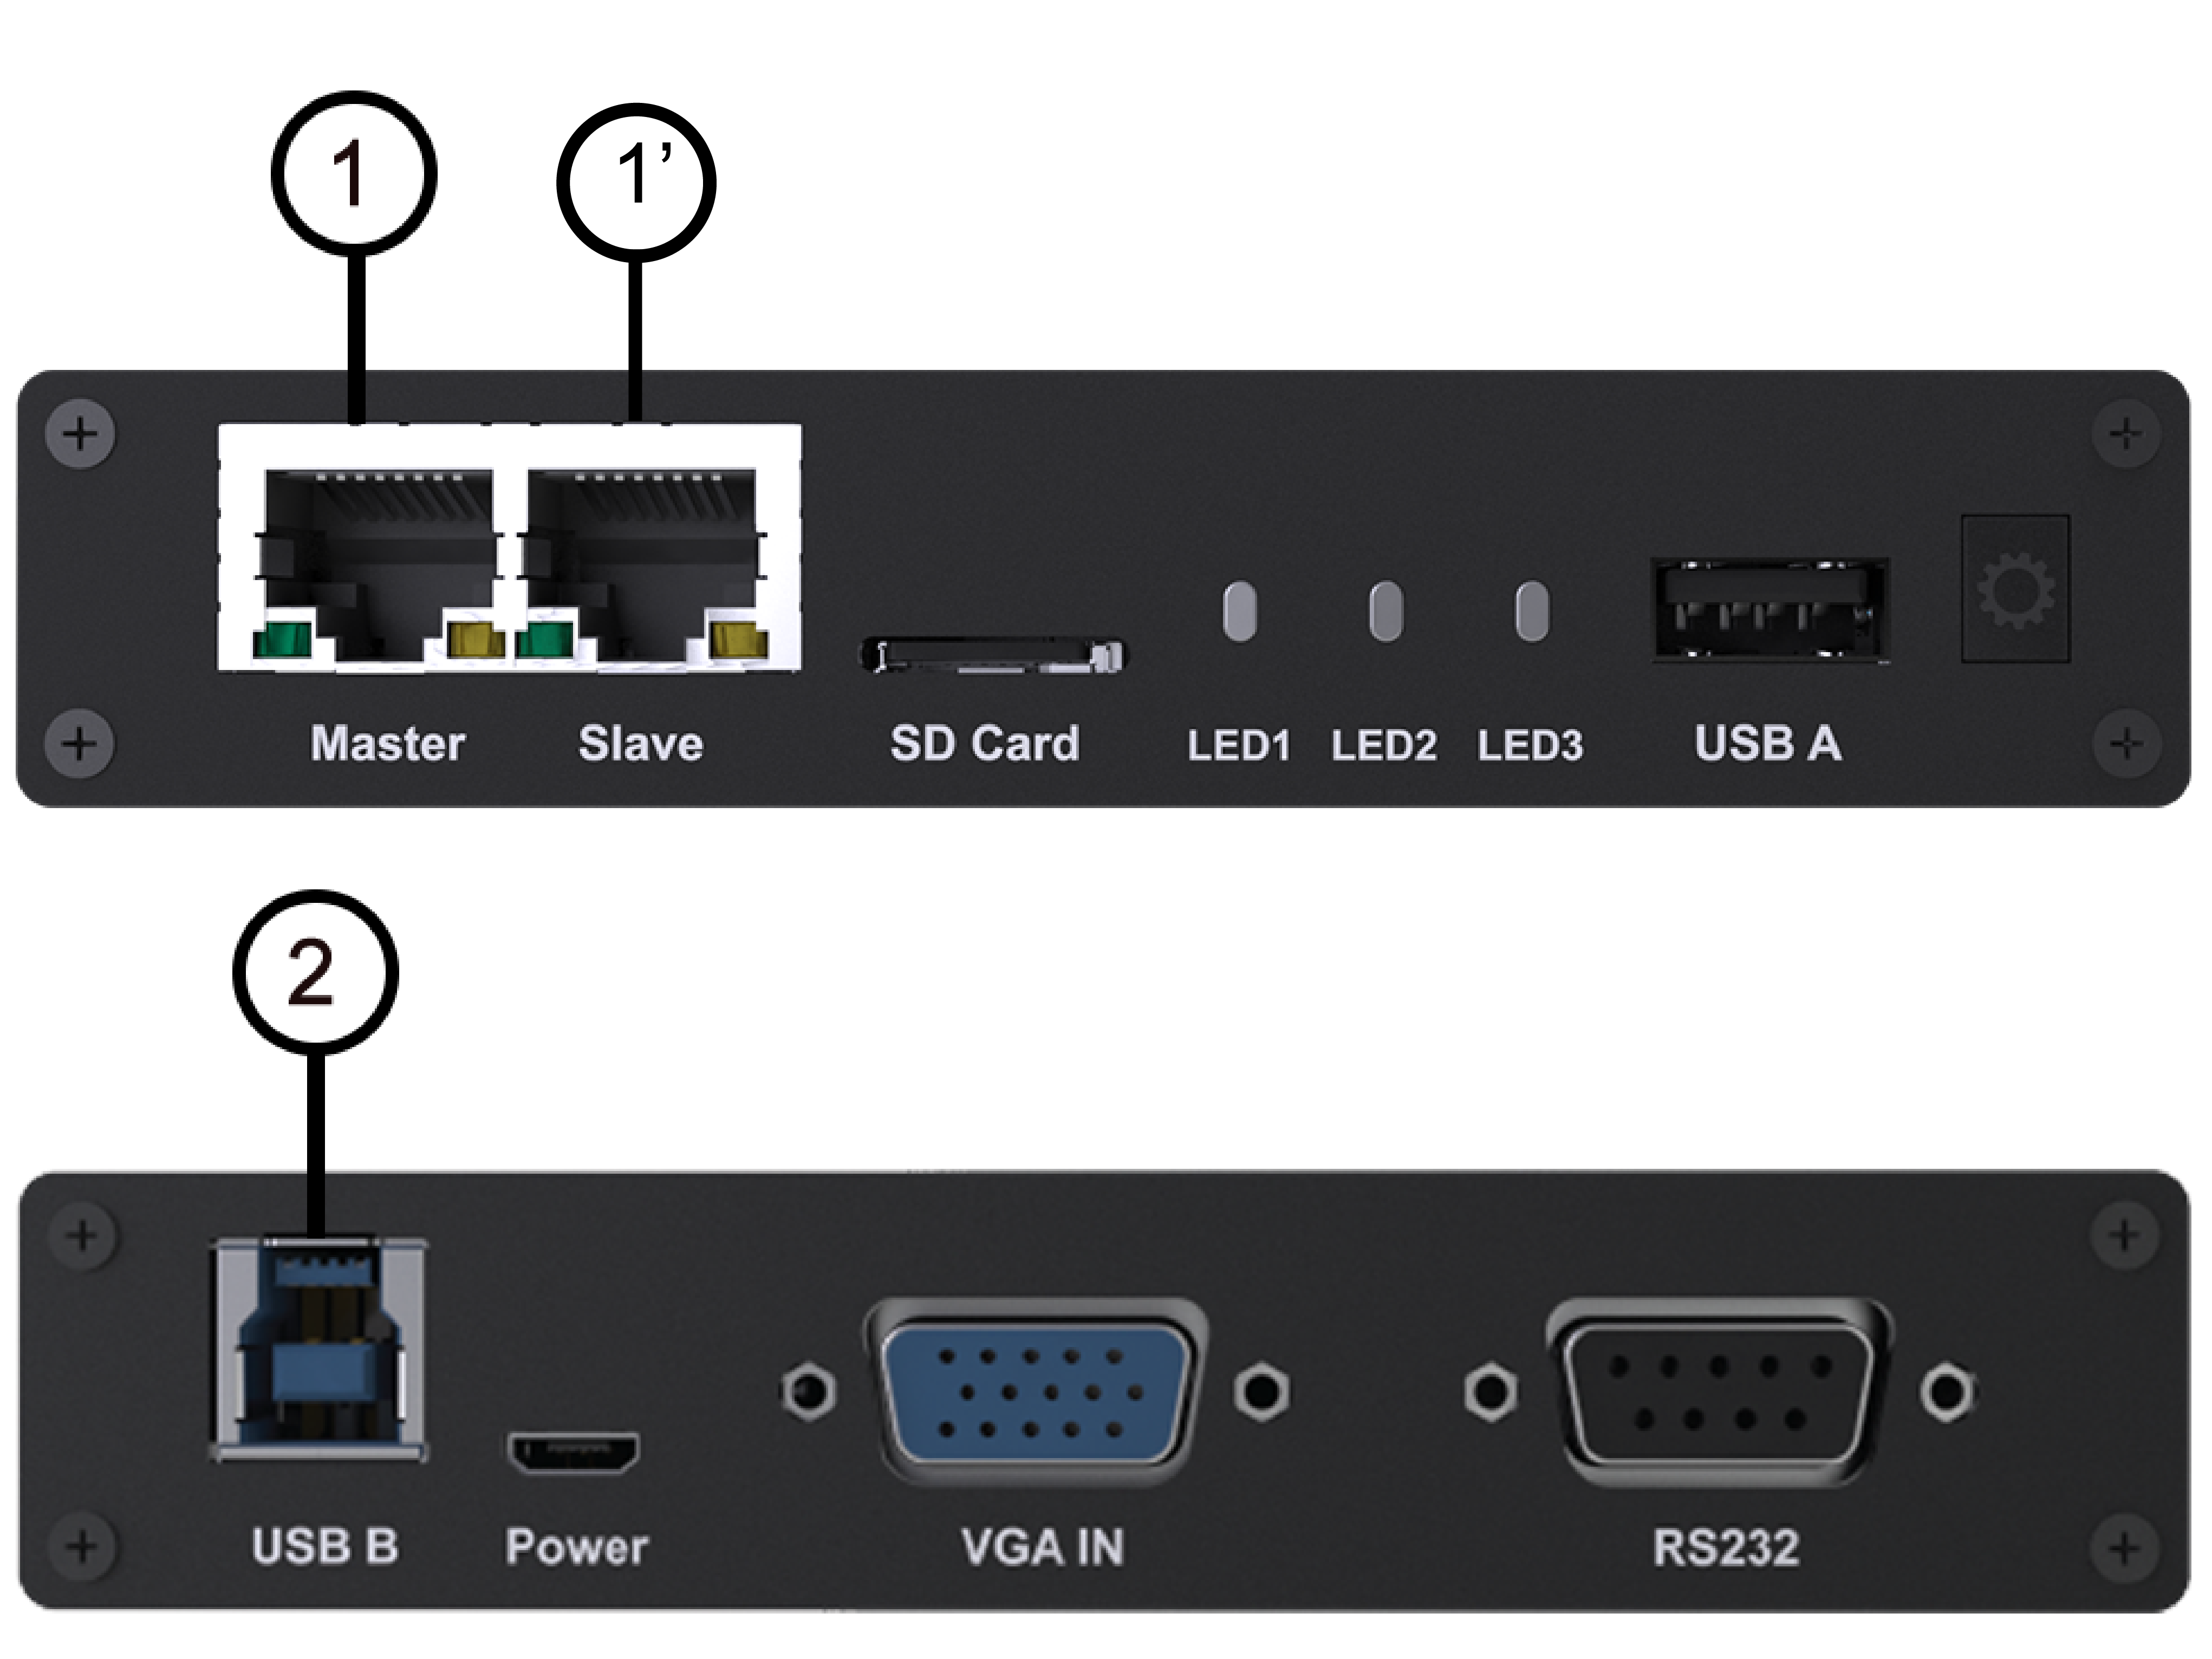 1 1’
Master Slave SD Card LED1 LED2 LED3 USB A
2
USB B Power VGA IN RS232